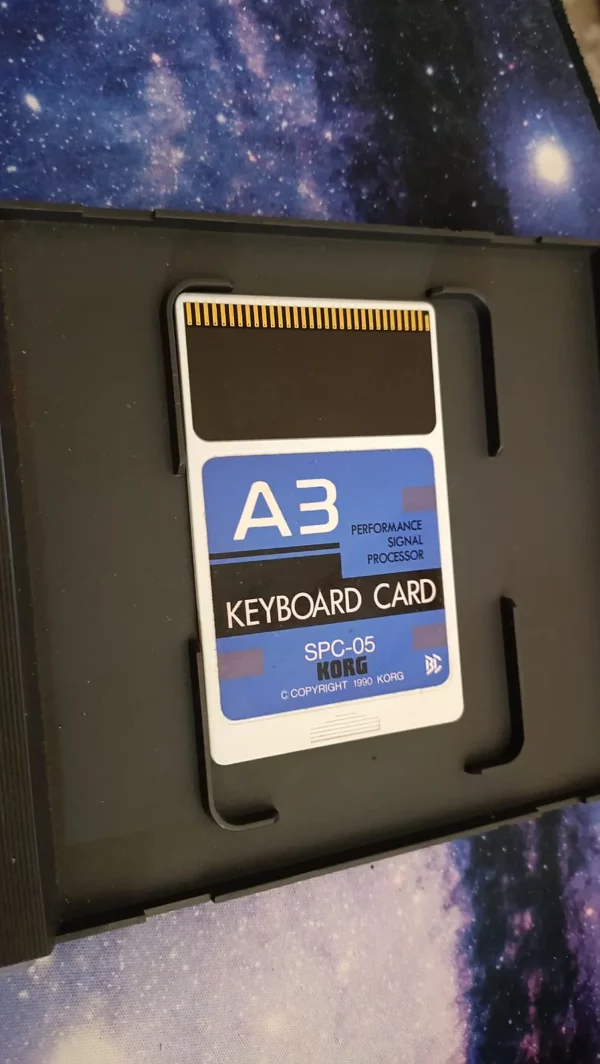 A3
PERFORMANCE
SIGNAL
PROCESSOR
KEYBOARD CARD
SPC-05
KORG
© COPYRIGHT 1990 KORG